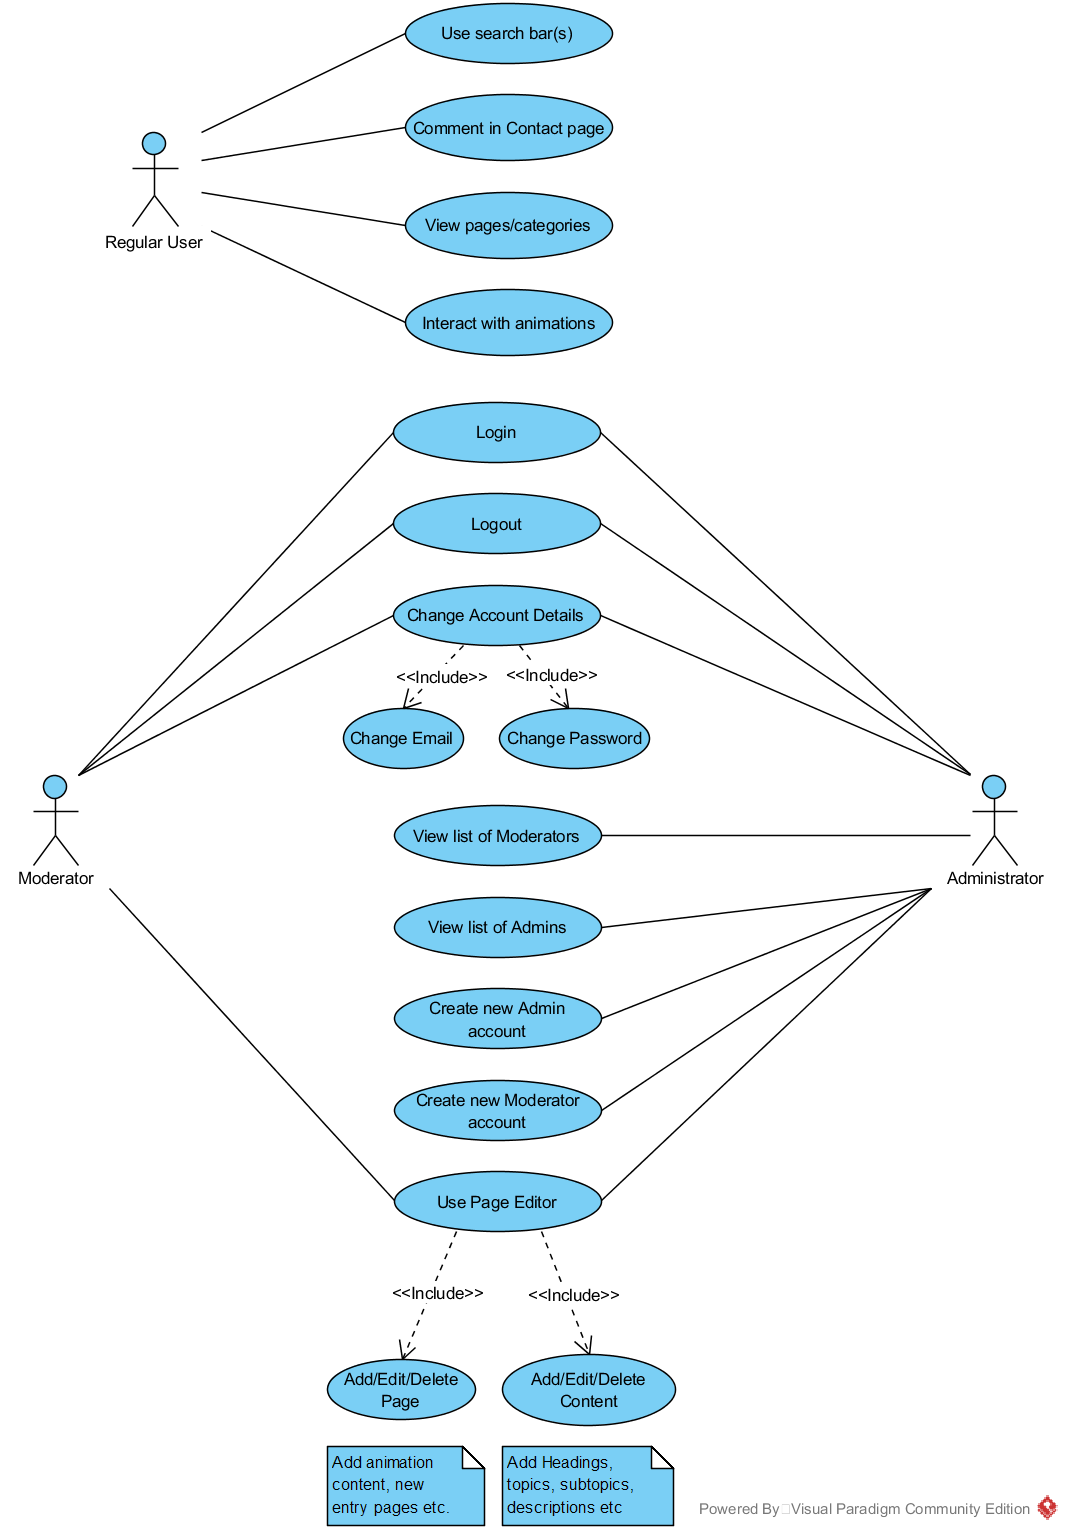 Use search bar(s)
Comment in Contact page
View pages/categories
Regular User
Interact with animations
Login
Logout
Change Account Details
<<Include>>
<<Include>>
Change Email
Change Password
View list of Moderators
Moderator
Administrator
View list of Admins
Create new Admin
account
Create new Moderator
account
Use Page Editor
<<Include>>
<<Include>>
Add/Edit/Delete
Page
Add/Edit/Delete
Content
Add animation
content, new
entry pages etc.
Add Headings,
topics, subtopics,
descriptions etc
Powered By Visual Paradigm Community Edition